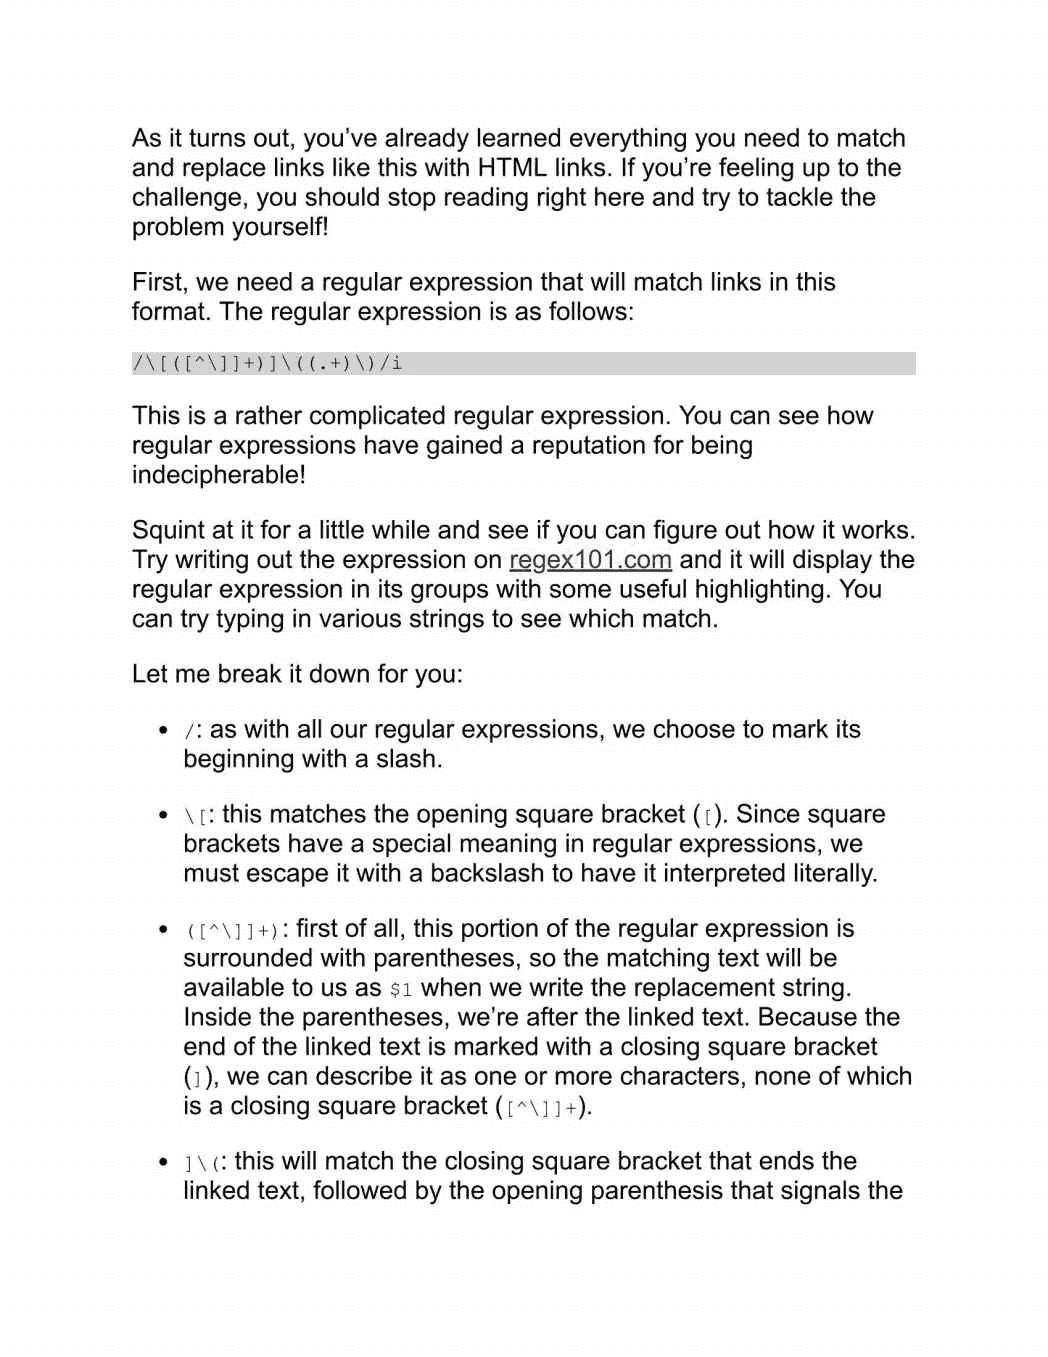 As it turns out, you’ve already learned everything you need to match
and replace links like this with HTML links. If you’re feeling up to the
challenge, you should stop reading right here and try to tackle the
problem yourself!
First, we need a regular expression that will match links in this
format. The regular expression is as follows:
/\[([^\]]+)]\((.+)\)/i
This is a rather complicated regular expression. You can see how
regular expressions have gained a reputation for being
indecipherable!
Squint at it for a little while and see if you can figure out how it works.
Try writing out the expression on regex101.com and it will display the
regular expression in its groups with some useful highlighting. You
can try typing in various strings to see which match.
Let me break it down for you:
• /: as with all our regular expressions, we choose to mark its
beginning with a slash.
• \[: this matches the opening square bracket ([). Since square
brackets have a special meaning in regular expressions, we
must escape it with a backslash to have it interpreted literally.
• ([^\]]+): first of all, this portion of the regular expression is
surrounded with parentheses, so the matching text will be
available to us as $1 when we write the replacement string.
Inside the parentheses, we’re after the linked text. Because the
end of the linked text is marked with a closing square bracket
(]), we can describe it as one or more characters, none of which
is a closing square bracket ([^\]]+).
• ]\(: this will match the closing square bracket that ends the
linked text, followed by the opening parenthesis that signals the